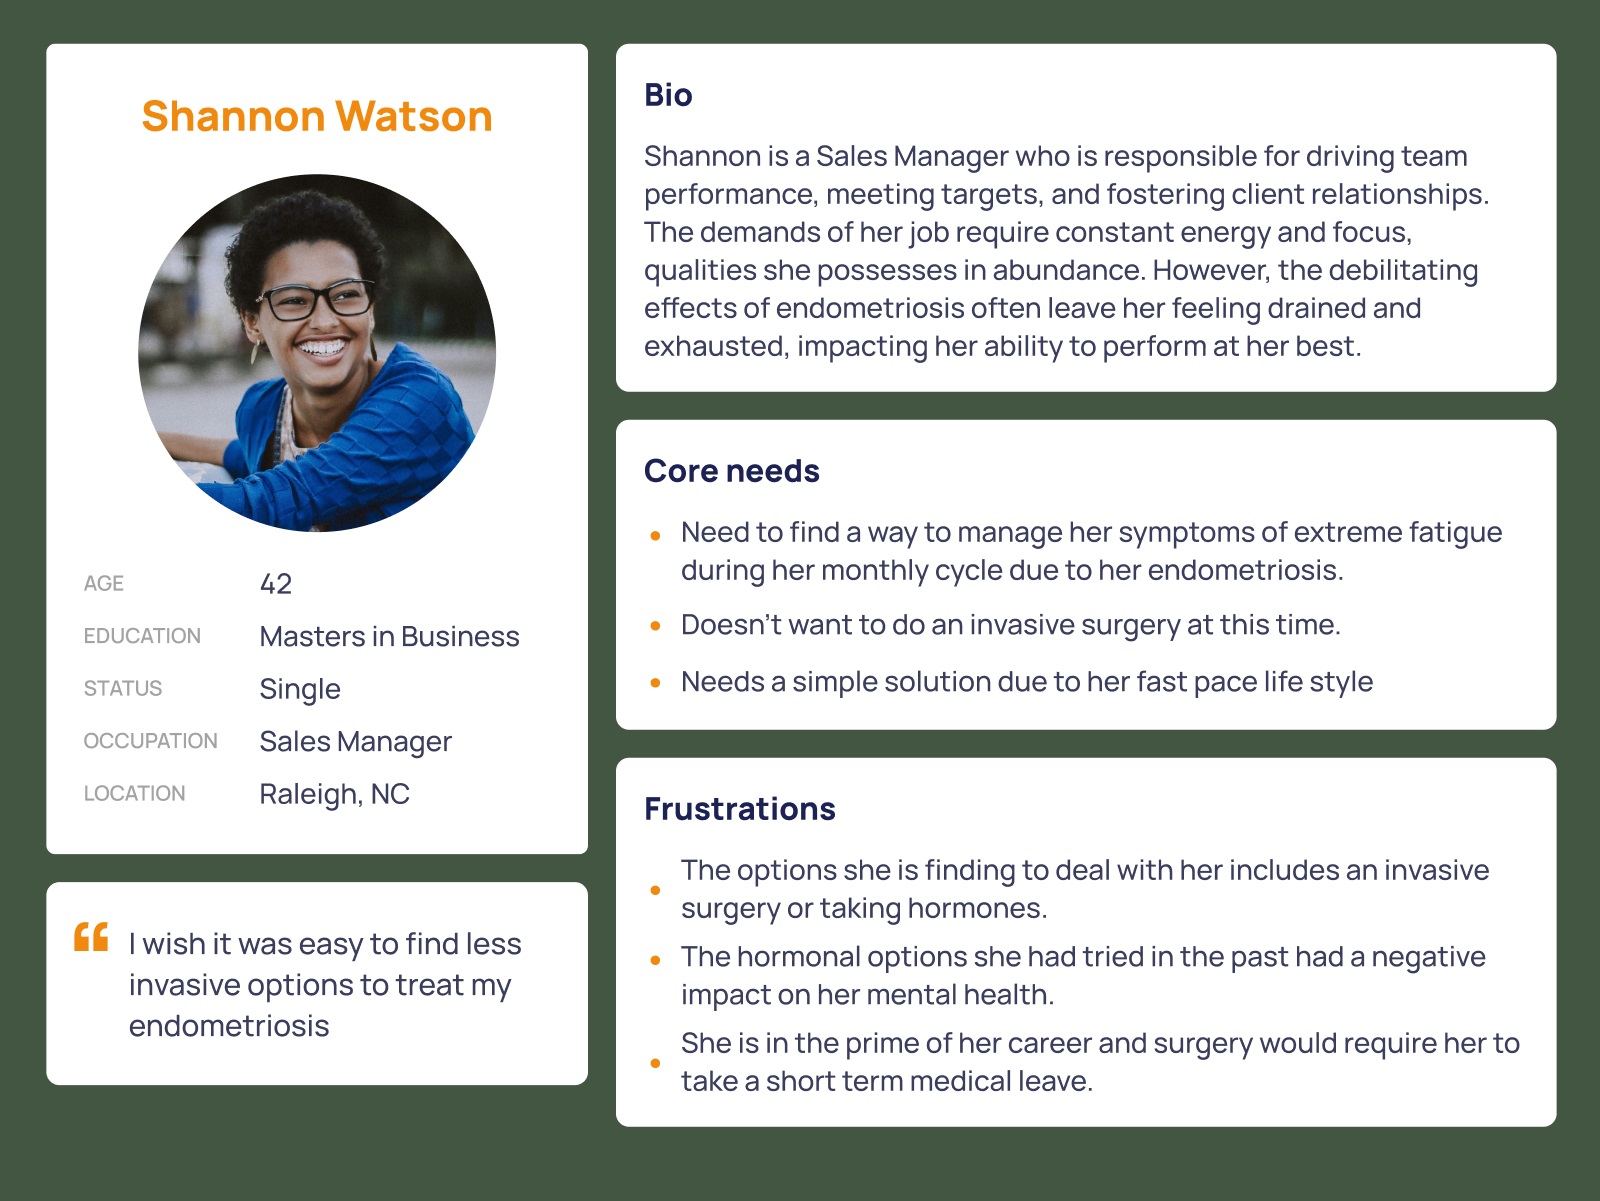 Shannon Watson
AGE 42
EDUCATION Masters in Business
STATUS Single
OCCUPATION Sales Manager
LOCATION Raleigh, NC
“ I wish it was easy to find less
invasive options to treat my
endometriosis
Bio
Shannon is a Sales Manager who is responsible for driving team
performance, meeting targets, and fostering client relationships.
The demands of her job require constant energy and focus,
qualities she possesses in abundance. However, the debilitating
effects of endometriosis often leave her feeling drained and
exhausted, impacting her ability to perform at her best.
Core needs
• Need to find a way to manage her symptoms of extreme fatigue
during her monthly cycle due to her endometriosis.
• Doesn’t want to do an invasive surgery at this time.
• Needs a simple solution due to her fast pace life style
Frustrations
• The options she is finding to deal with her includes an invasive
surgery or taking hormones.
• The hormonal options she had tried in the past had a negative
impact on her mental health.
• She is in the prime of her career and surgery would require her to
take a short term medical leave.